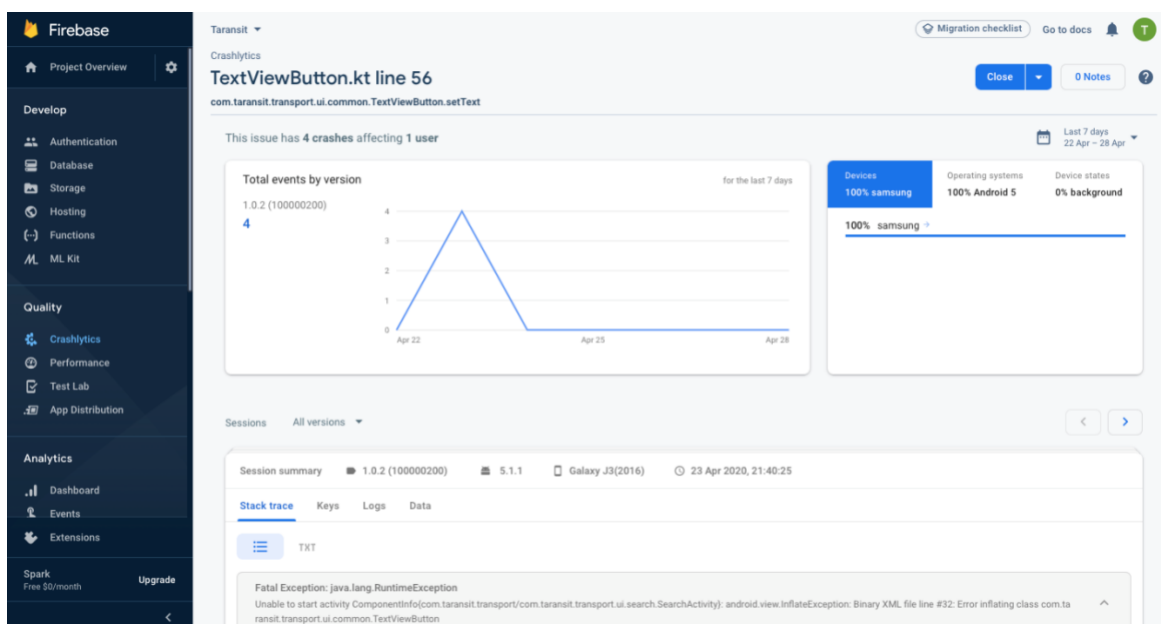 Firebase
Project Overview
Develop
Authentication
Database
Storage
Hosting
Functions
ML Kit
Quality
Crashlytics
Performance
Test Lab
App Distribution
Analytics
Dashboard
Events
Extensions
Spark
Free $0/month
Upgrade
Taransit
Migration checklist
Go to docs
T
Crashlytics
TextViewButton.kt line 56
com.taransit.transport.ui.common.TextViewButton.setText
Close
0 Notes
This issue has 4 crashes affecting 1 user
Last 7 days
22 Apr – 28 Apr
Total events by version
for the last 7 days
1.0.2 (100000200)
4
4
3
2
1
0
Apr 22
Apr 25
Apr 28
Devices
100% samsung
Operating systems
100% Android 5
Device states
0% background
100% samsung
Sessions
All versions
Session summary
1.0.2 (100000200)
5.1.1
Galaxy J3(2016)
23 Apr 2020, 21:40:25
Stack trace
Keys
Logs
Data
TXT
Fatal Exception: java.lang.RuntimeException
Unable to start activity ComponentInfo{com.taransit.transport/com.taransit.transport.ui.search.SearchActivity}: android.view.InflateException: Binary XML file line #32: Error inflating class com.ta
ransit.transport.ui.common.TextViewButton